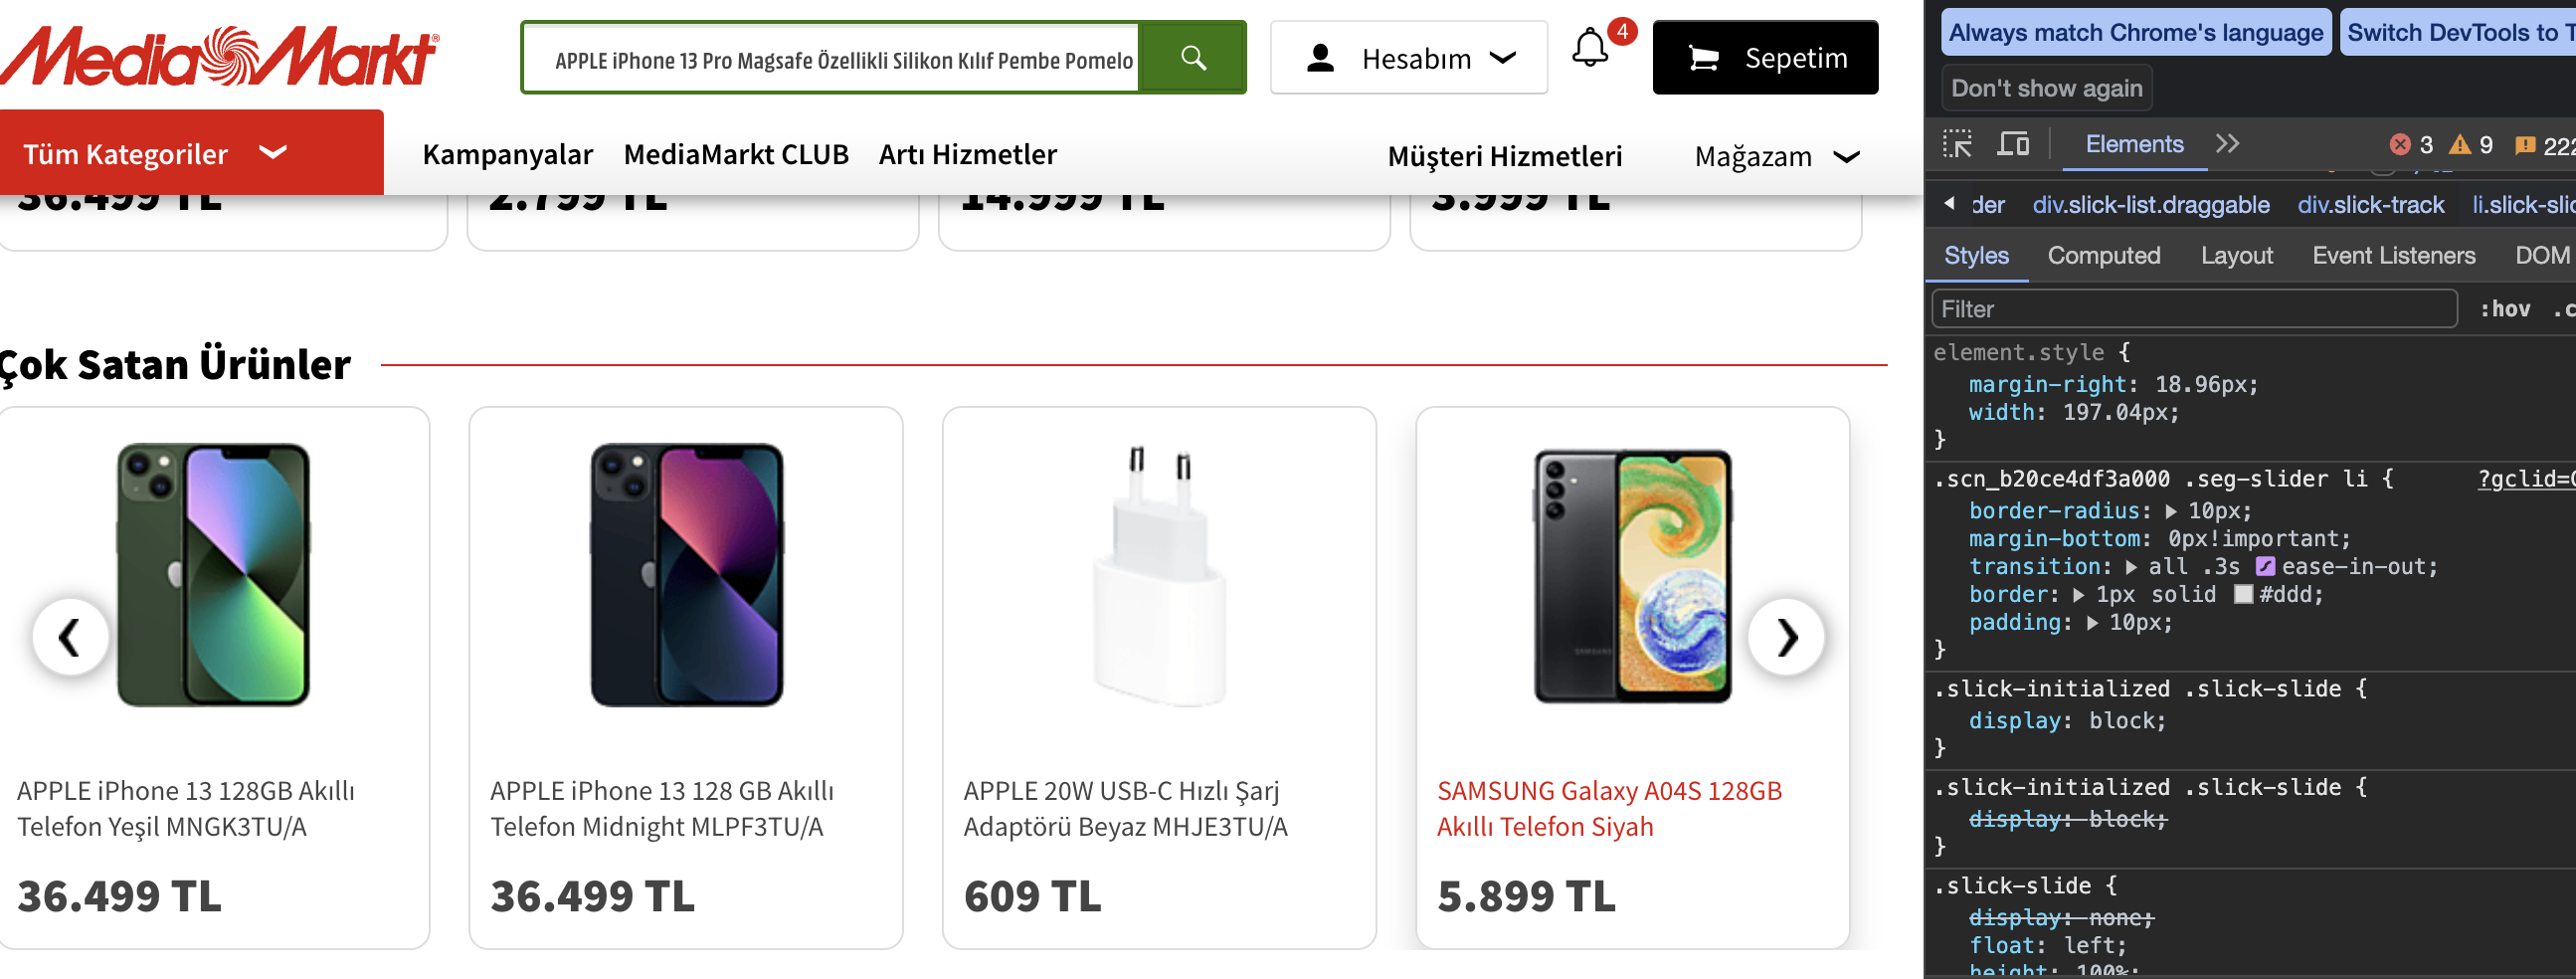 MediaMarkt®
APPLE iPhone 13 Pro Magsafe Özellikli Silikon Kılıf Pembe Pomelo
Hesabım
4
Sepetim
Tüm Kategoriler
Kampanyalar
MediaMarkt CLUB
Artı Hizmetler
Müşteri Hizmetleri
Mağazam
36.499 TL
2.799 TL
14.999 TL
3.999 TL
Çok Satan Ürünler
APPLE iPhone 13 128GB Akıllı
Telefon Yeşil MNGK3TU/A
36.499 TL
APPLE iPhone 13 128 GB Akıllı
Telefon Midnight MLPF3TU/A
36.499 TL
APPLE 20W USB-C Hızlı Şarj
Adaptörü Beyaz MHJE3TU/A
609 TL
SAMSUNG
SAMSUNG Galaxy A04S 128GB
Akıllı Telefon Siyah
5.899 TL
Always match Chrome's language
Switch DevTools to T
Don't show again
Elements
3
9
222
der
div.slick-list.draggable
div.slick-track
li.slick-slic
Styles
Computed
Layout
Event Listeners
DOM
Filter
:hov
.c
element.style {
margin-right: 18.96px;
width: 197.04px;
}
.scn_b20ce4df3a000 .seg-slider li {
?gclid=C
border-radius: 10px;
margin-bottom: 0px!important;
transition: all .3s ease-in-out;
border: 1px solid #ddd;
padding: 10px;
}
.slick-initialized .slick-slide {
display: block;
}
.slick-initialized .slick-slide {
display: block;
}
.slick-slide {
display: none;
float: left;
height: 100%;